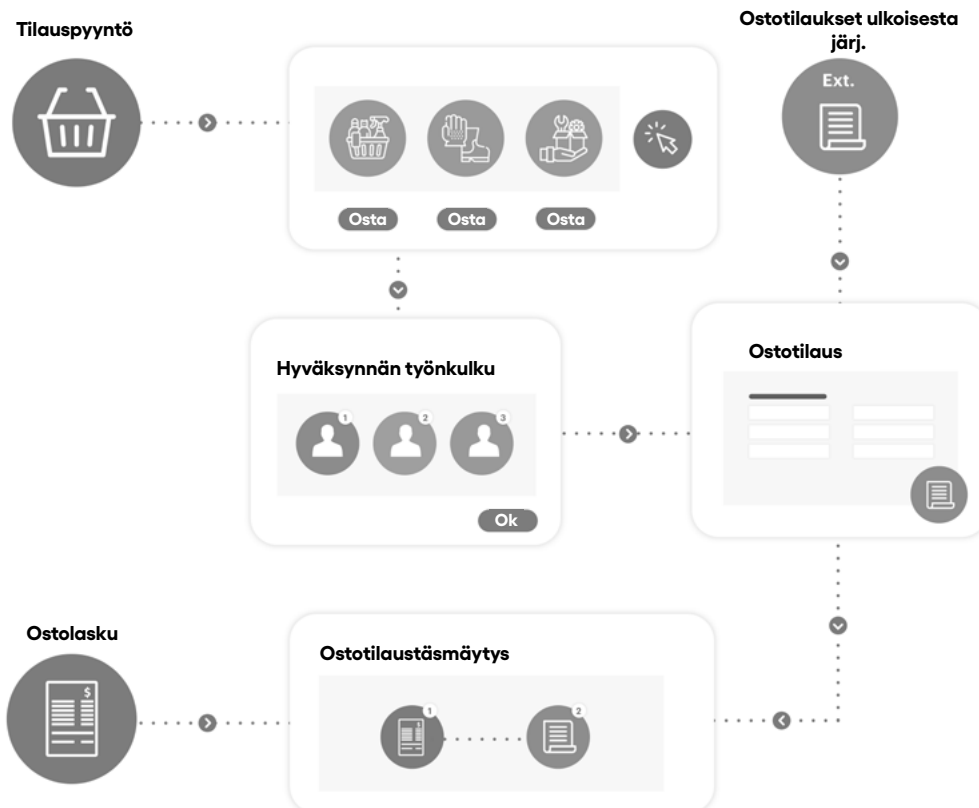 Tilauspyyntö
Ostotilaukset ulkoisesta
järj.
Ext.
Osta
Osta
Osta
Hyväksynnän työnkulku
1
2
3
Ok
Ostotilaus
Ostolasku
$
Ostotilaustäsmäytys
1
2